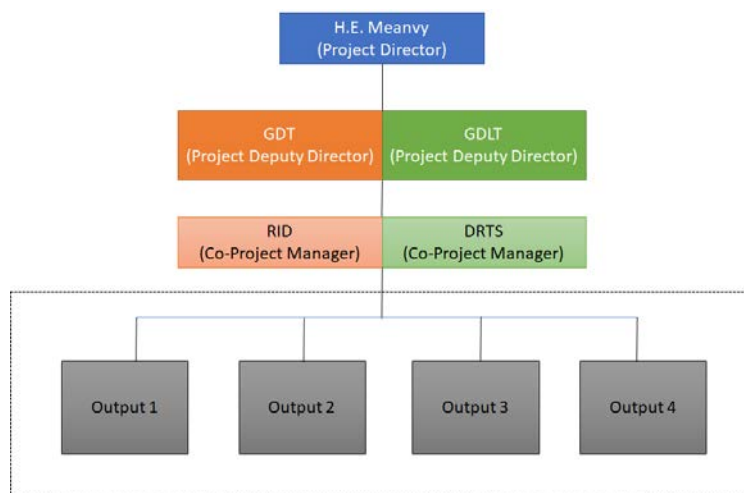 H.E. Meanvy
(Project Director)
GDT
(Project Deputy Director)
GDLT
(Project Deputy Director)
RID
(Co-Project Manager)
DRTS
(Co-Project Manager)
Output 1
Output 2
Output 3
Output 4